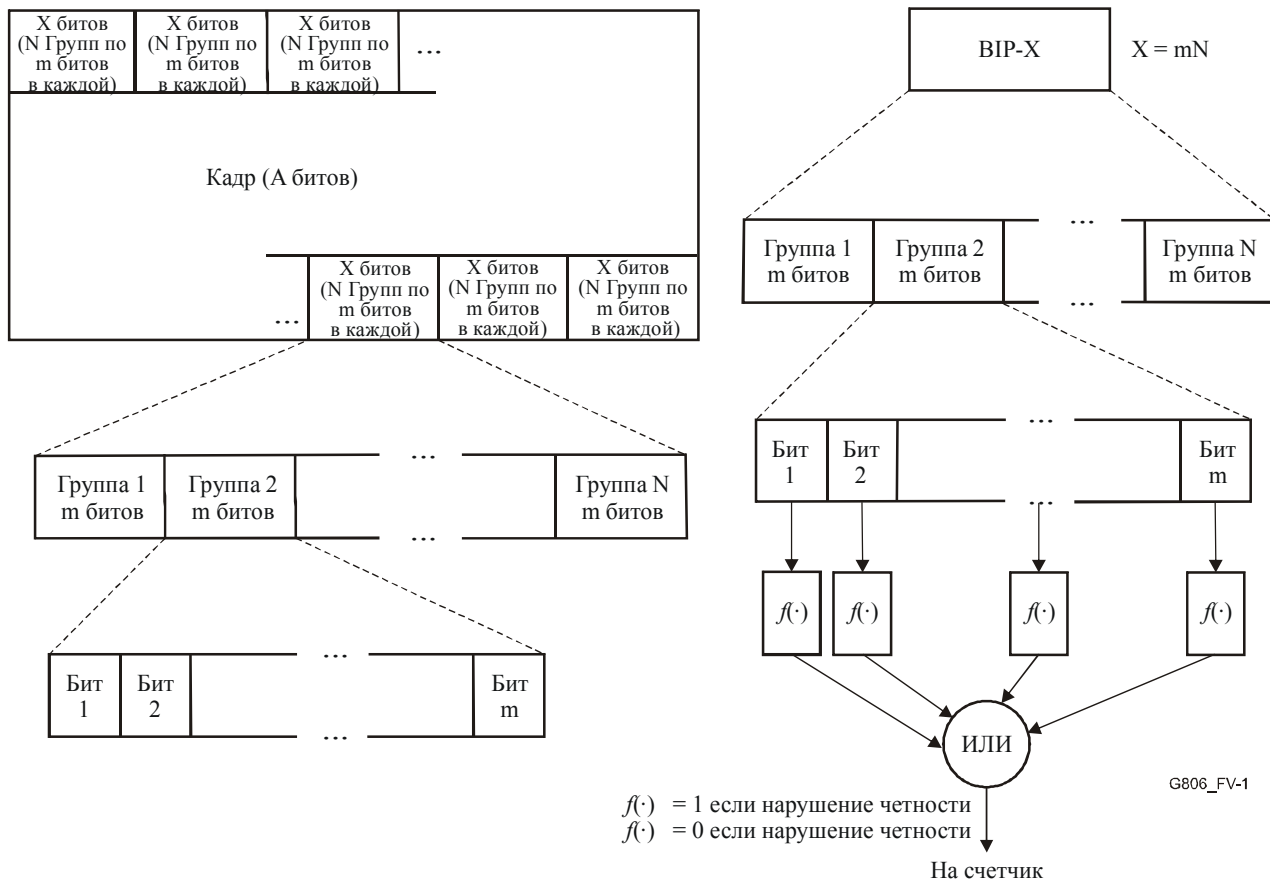 X битов
(N Групп по
m битов
в каждой)
X битов
(N Групп по
m битов
в каждой)
X битов
(N Групп по
m битов
в каждой)
...
Кадр (A битов)
...
X битов
(N Групп по
m битов
в каждой)
X битов
(N Групп по
m битов
в каждой)
X битов
(N Групп по
m битов
в каждой)
...
Группа 1
m битов
Группа 2
m битов
Группа N
m битов
...
...
Бит
1
Бит
2
Бит
m
...
BIP-X
X = mN
...
Группа 1
m битов
Группа 2
m битов
Группа N
m битов
...
...
Бит
1
Бит
2
Бит
m
...
f(·)
f(·)
f(·)
f(·)
ИЛИ
G806_FV-1
f(·) = 1 если нарушение четности
f(·) = 0 если нарушение четности
На счетчик